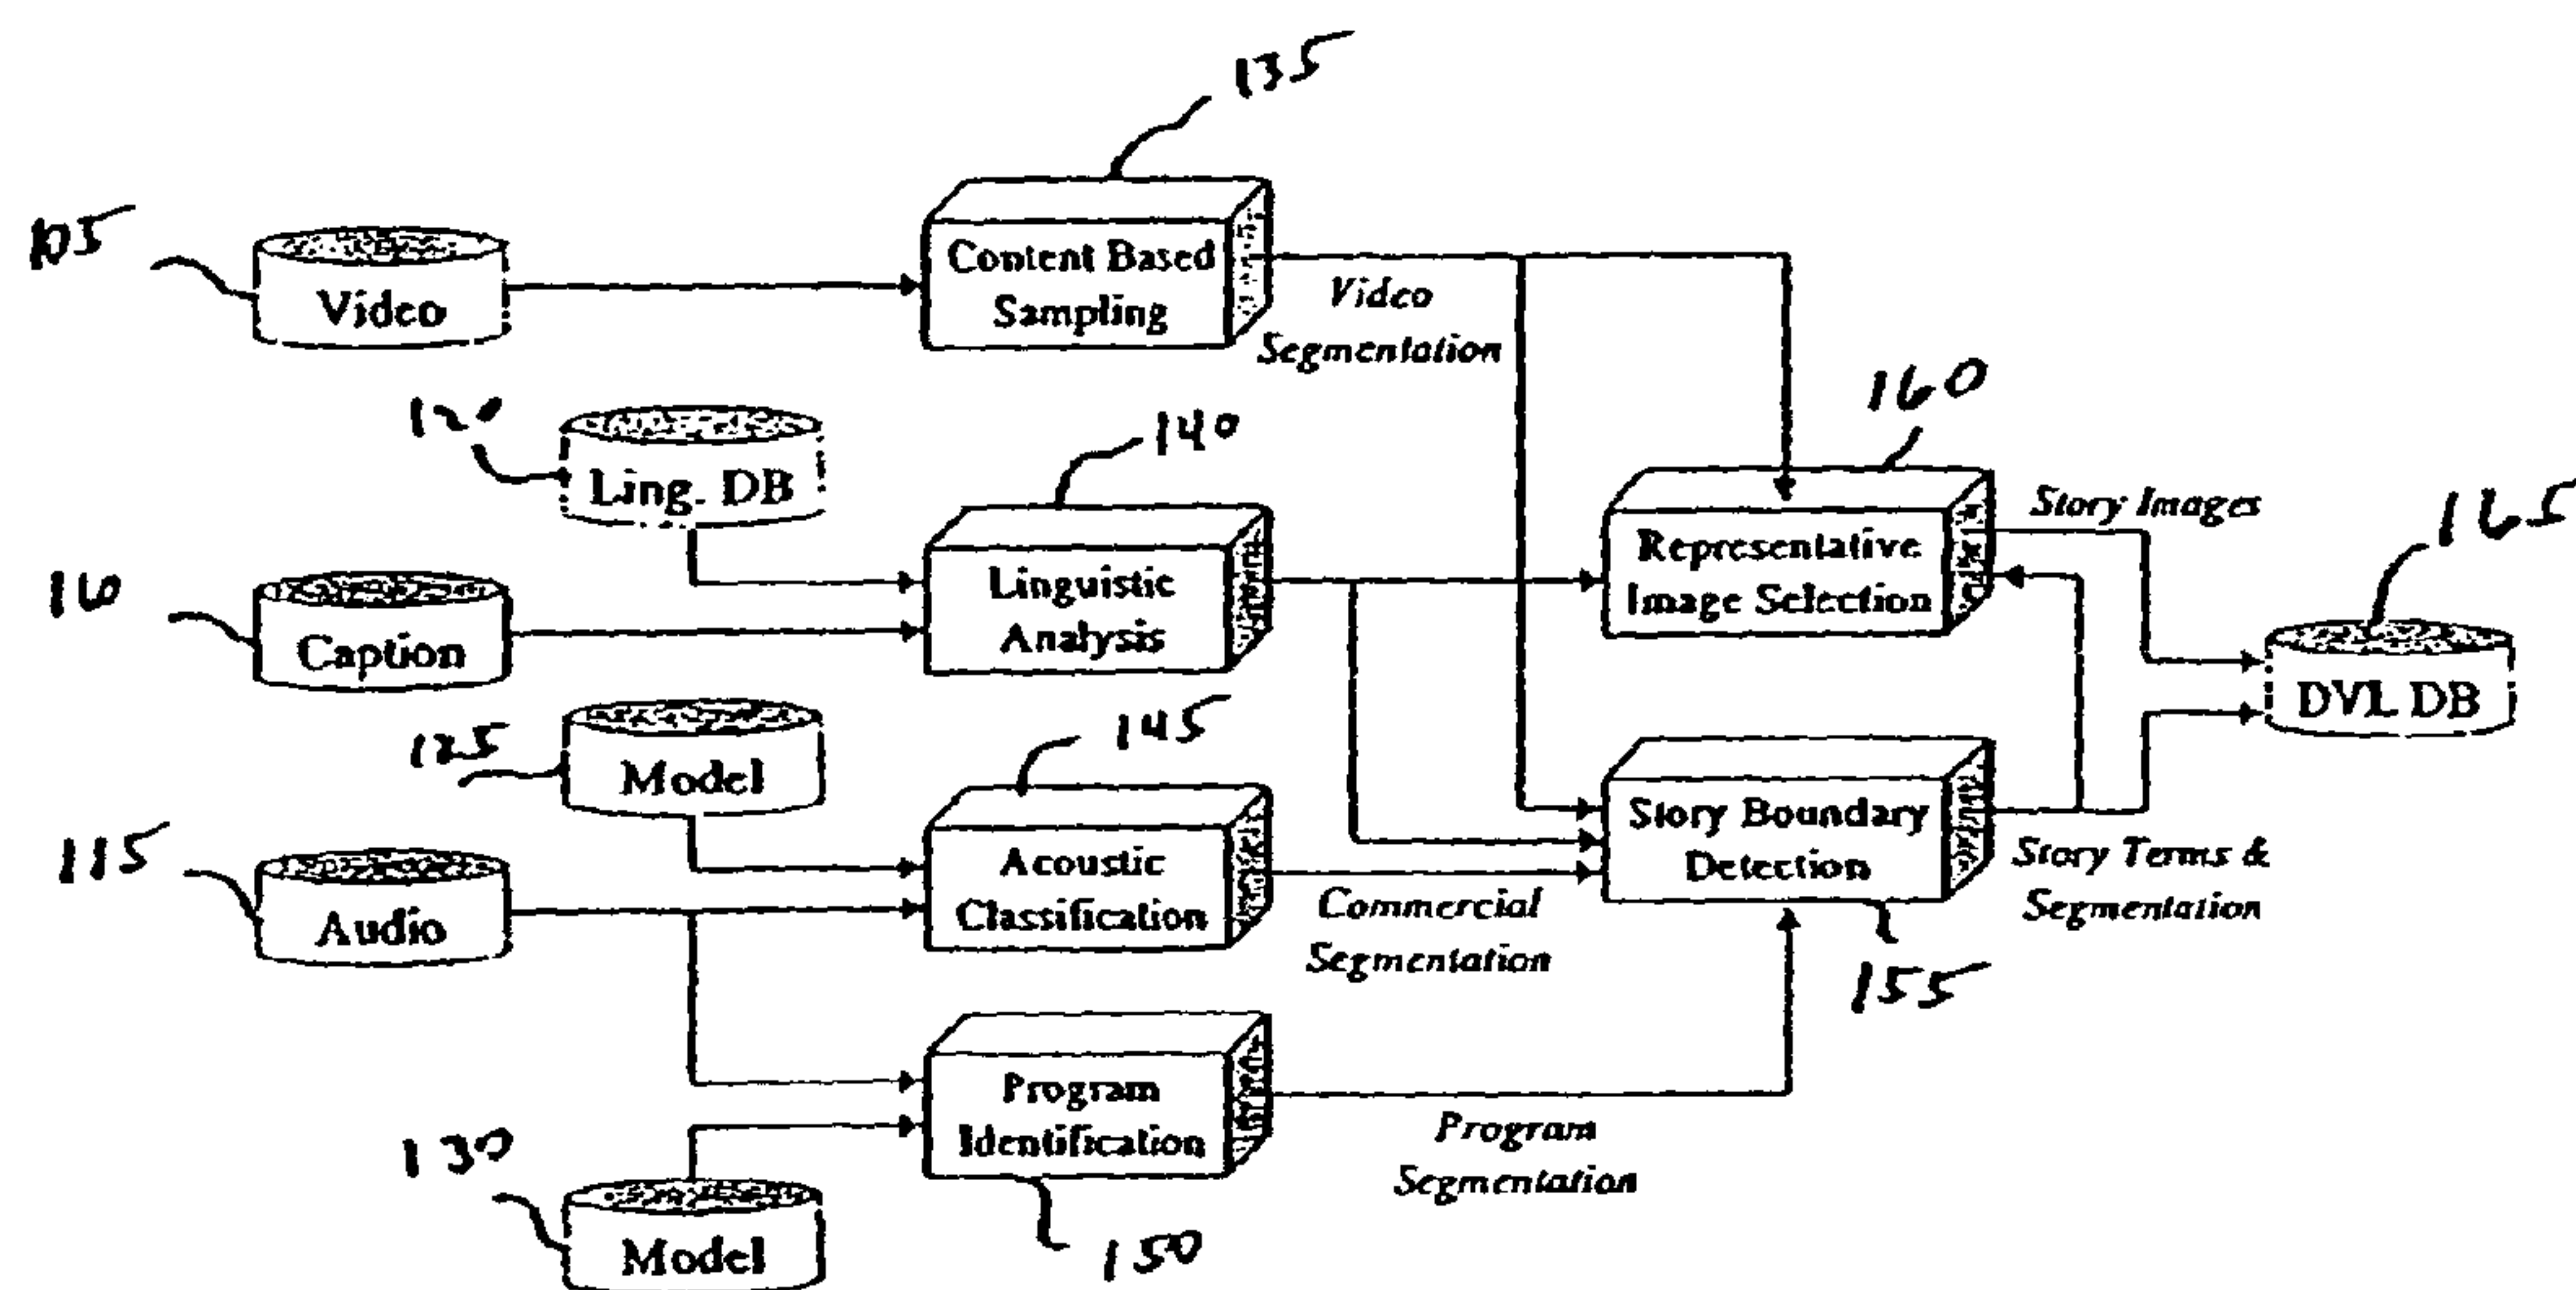 135
105
Video
Content Based
Sampling
Video
Segmentation
120
Ling. DB
140
160
110
Caption
Linguistic
Analysis
Representative
Image Selection
Story Images
165
DVL DB
125
Model
145
115
Audio
Acoustic
Classification
Commercial
Segmentation
Story Boundary
Detection
Story Terms &
Segmentation
155
130
Model
Program
Identification
150
Program
Segmentation